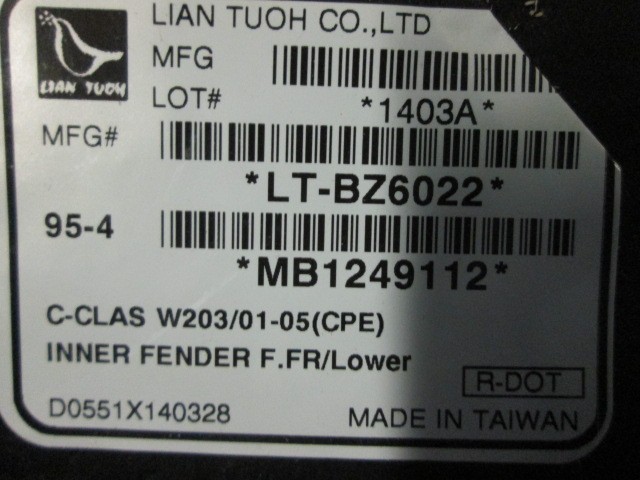 LIAN TUOH CO.,LTD
LIAN TUOH
MFG
LOT#
*1403A*
MFG#
*LT-BZ6022*
95-4
*MB1249112*
C-CLAS W203/01-05(CPE)
INNER FENDER F.FR/Lower
R-DOT
D0551X140328
MADE IN TAIWAN